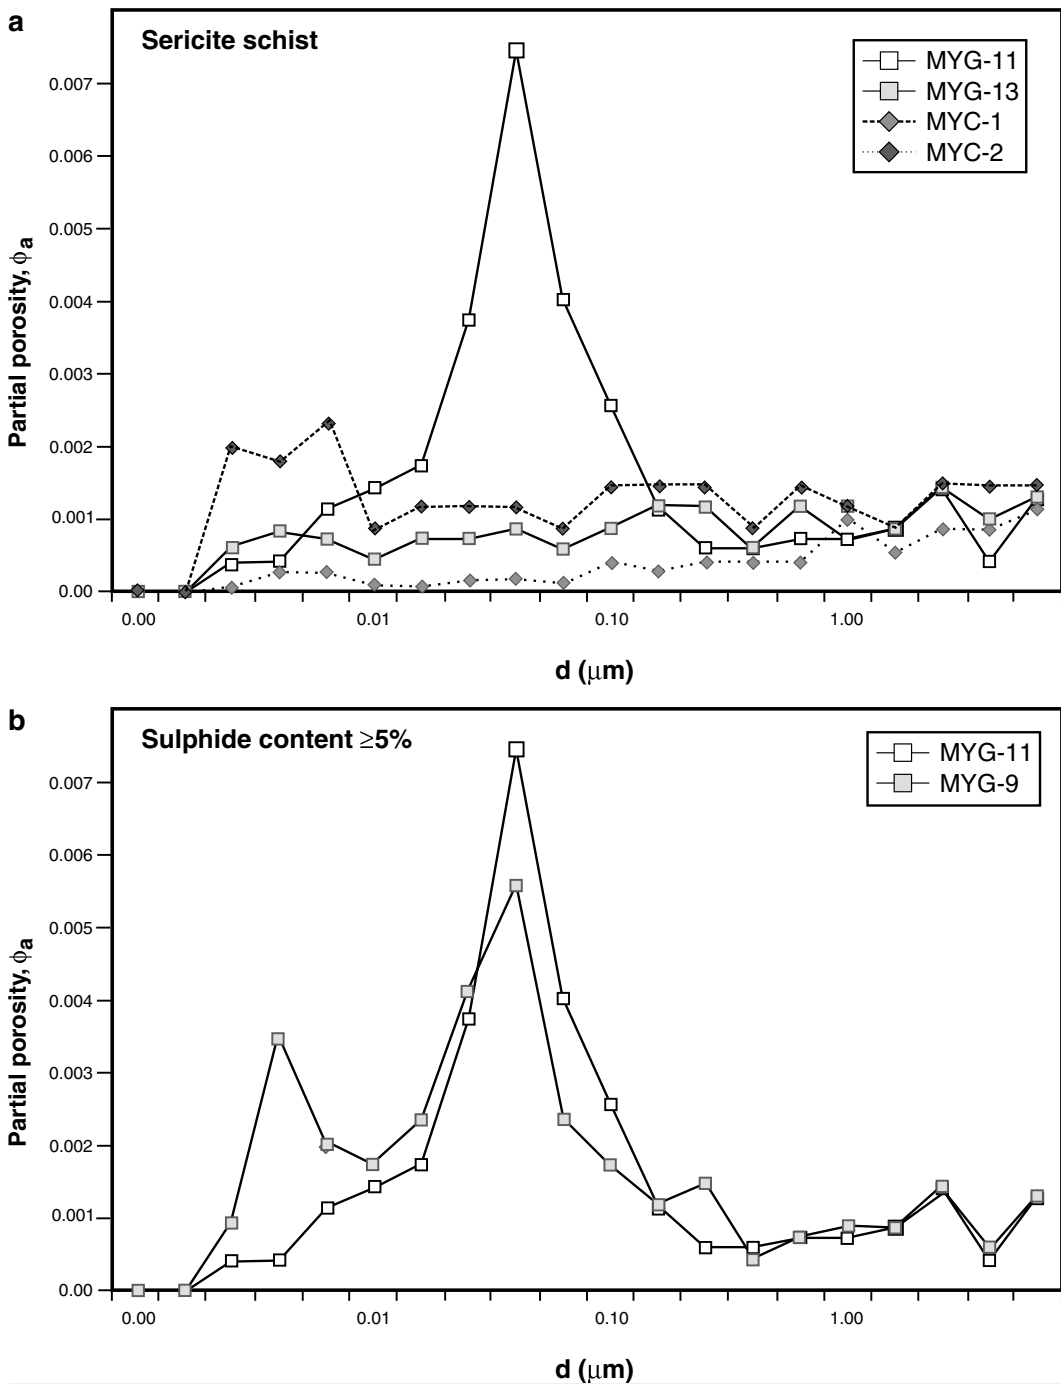 a
Sericite schist
MYG-11
MYG-13
MYC-1
MYC-2
0.007
0.006
0.005
0.004
0.003
0.002
0.001
0.00
Partial porosity, ϕa
0.00 0.01 0.10 1.00
d (μm)
b
Sulphide content ≥5%
MYG-11
MYG-9
0.007
0.006
0.005
0.004
0.003
0.002
0.001
0.00
Partial porosity, ϕa
0.00 0.01 0.10 1.00
d (μm)